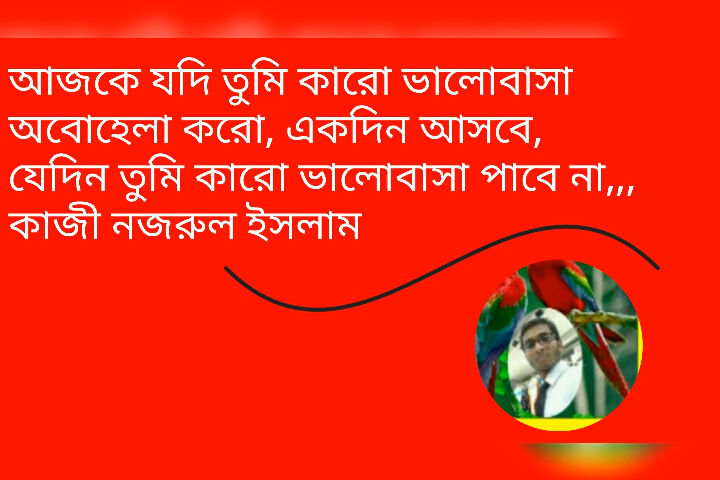 আজকে যদি তুমি কারো ভালোবাসা
অবোহেলা করো, একদিন আসবে,
যেদিন তুমি কারো ভালোবাসা পাবে না,,,
কাজী নজরুল ইসলাম